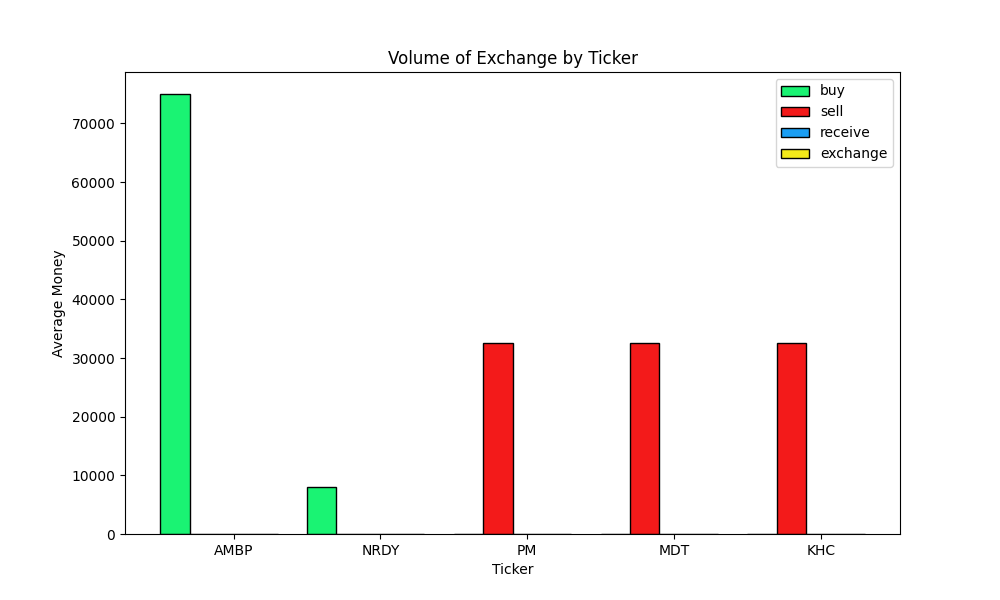 Volume of Exchange by Ticker
buy
sell
receive
exchange
70000
60000
50000
40000
30000
20000
10000
0
Average Money
AMBP NRDY PM MDT KHC
Ticker